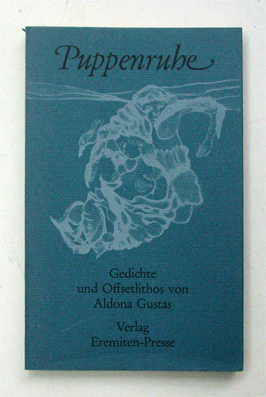 Puppenruhe
Gedichte
und Offsetlithos von
Aldona Gustas
Verlag
Eremiten-Presse